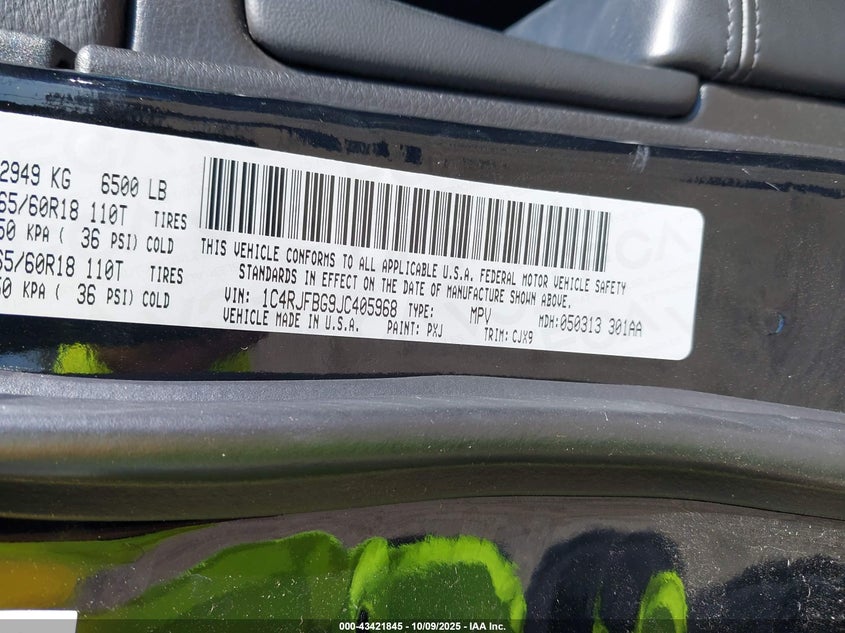 2949 KG 6500 LB
65/60R18 110T TIRES
50 KPA ( 36 PSI) COLD
65/60R18 110T TIRES
50 KPA ( 36 PSI) COLD
THIS VEHICLE CONFORMS TO ALL APPLICABLE U.S.A. FEDERAL MOTOR VEHICLE SAFETY
STANDARDS IN EFFECT ON THE DATE OF MANUFACTURE SHOWN ABOVE.
VIN: 1C4RJFBG9JC405968 TYPE: MPV MDH:050313 301AA
VEHICLE MADE IN U.S.A. PAINT: PXJ TRIM:CJX9
000-43421845 - 10/09/2025 - IAA Inc.